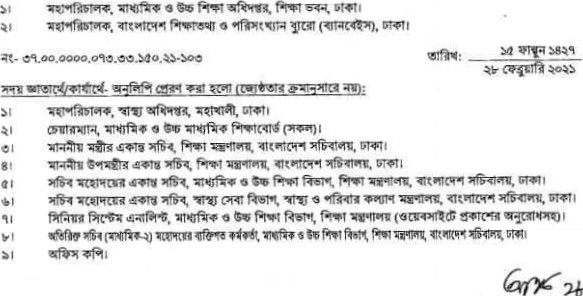 ১। মহাপরিচালক, মাধ্যমিক ও উচ্চ শিক্ষা অধিদপ্তর, শিক্ষা ভবন, ঢাকা।
২। মহাপরিচালক, বাংলাদেশ শিক্ষাতথ্য ও পরিসংখ্যান ব্যুরো (ব্যানবেইস), ঢাকা।
নং- ৩৭.০০.০০০০.০৭৩.৩৩.১৫০.২১-১০৩ তারিখ: ১৫ ফাল্গুন ১৪২৭
২৮ ফেব্রুয়ারি ২০২১
সদয় জ্ঞাতার্থে/কার্যার্থে- অনুলিপি প্রেরণ করা হলো (জ্যেষ্ঠতার ক্রমানুসারে নয়):
১। মহাপরিচালক, স্বাস্থ্য অধিদপ্তর, মহাখালী, ঢাকা।
২। চেয়ারম্যান, মাধ্যমিক ও উচ্চ মাধ্যমিক শিক্ষাবোর্ড (সকল)।
৩। মাননীয় মন্ত্রীর একান্ত সচিব, শিক্ষা মন্ত্রণালয়, বাংলাদেশ সচিবালয়, ঢাকা।
৪। মাননীয় উপমন্ত্রীর একান্ত সচিব, শিক্ষা মন্ত্রণালয়, বাংলাদেশ সচিবালয়, ঢাকা।
৫। সচিব মহোদয়ের একান্ত সচিব, মাধ্যমিক ও উচ্চ শিক্ষা বিভাগ, শিক্ষা মন্ত্রণালয়, বাংলাদেশ সচিবালয়, ঢাকা।
৬। সচিব মহোদয়ের একান্ত সচিব, স্বাস্থ্য সেবা বিভাগ, স্বাস্থ্য ও পরিবার কল্যাণ মন্ত্রণালয়, বাংলাদেশ সচিবালয়, ঢাকা।
৭। সিনিয়র সিস্টেম এনালিস্ট, মাধ্যমিক ও উচ্চ শিক্ষা বিভাগ, শিক্ষা মন্ত্রণালয় (ওয়েবসাইটে প্রকাশের অনুরোধসহ)।
৮। অতিরিক্ত সচিব (মাধ্যমিক-২) মহোদয়ের ব্যক্তিগত কর্মকর্তা, মাধ্যমিক ও উচ্চ শিক্ষা বিভাগ, শিক্ষা মন্ত্রণালয়, বাংলাদেশ সচিবালয়, ঢাকা।
৯। অফিস কপি।